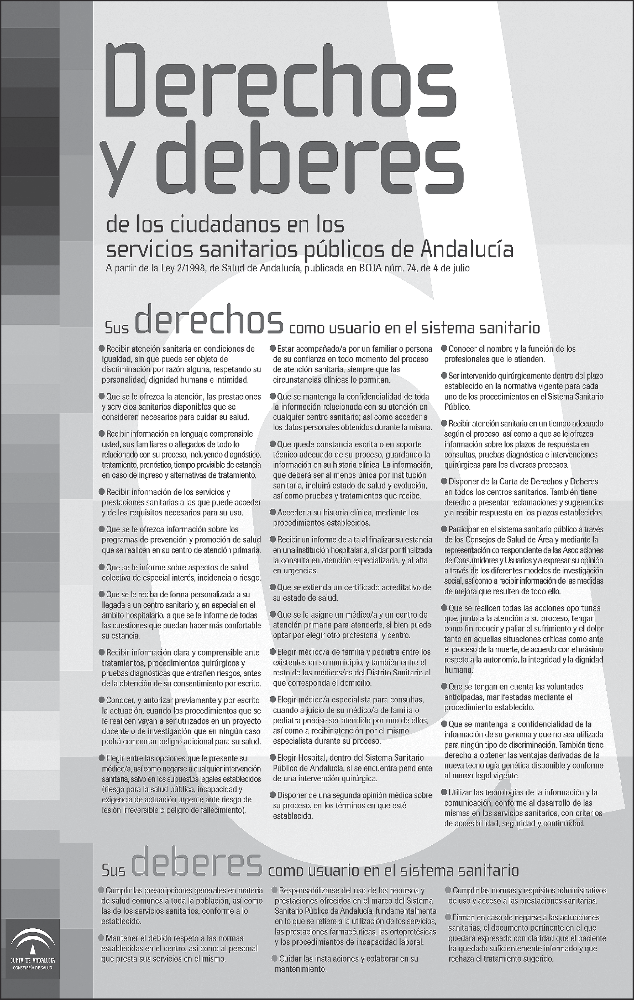 Derechos
y deberes
de los ciudadanos en los
servicios sanitarios públicos de Andalucía
A partir de la Ley 2/1998, de Salud de Andalucía, publicada en BOJA núm. 74, de 4 de julio
Sus derechos como usuario en el sistema sanitario
● Recibir atención sanitaria en condiciones de
igualdad, sin que pueda ser objeto de
discriminación por razón alguna, respetando su
personalidad, dignidad humana e intimidad.
● Que se le ofrezca la atención, las prestaciones
y servicios sanitarios disponibles que se
consideren necesarios para cuidar su salud.
● Recibir información en lenguaje comprensible
usted, sus familiares o allegados de todo lo
relacionado con su proceso, incluyendo diagnóstico,
tratamiento, pronóstico, tiempo previsible de estancia
en caso de ingreso y alternativas de tratamiento.
● Recibir información de los servicios y
prestaciones sanitarias a las que puede acceder
y de los requisitos necesarios para su uso.
● Que se le ofrezca información sobre los
programas de prevención y promoción de salud
que se realicen en su centro de atención primaria.
● Que se le informe sobre aspectos de salud
colectiva de especial interés, incidencia o riesgo.
● Que se le reciba de forma personalizada a su
llegada a un centro sanitario y, en especial en el
ámbito hospitalario, a que se le informe de todas
las cuestiones que puedan hacer más confortable
su estancia.
● Recibir información clara y comprensible ante
tratamientos, procedimientos quirúrgicos y
pruebas diagnósticas que entrañen riesgos, antes
de la obtención de su consentimiento por escrito.
● Conocer, y autorizar previamente y por escrito
la actuación, cuando los procedimientos que se
le realicen vayan a ser utilizados en un proyecto
docente o de investigación que en ningún caso
podrá comportar peligro adicional para su salud.
● Elegir entre las opciones que le presente su
médico/a, así como negarse a cualquier intervención
sanitaria, salvo en los supuestos legales establecidos
(riesgo para la salud pública, incapacidad y
exigencia de actuación urgente ante riesgo de
lesión irreversible o peligro de fallecimiento).
● Estar acompañado/a por un familiar o persona
de su confianza en todo momento del proceso
de atención sanitaria, siempre que las
circunstancias clínicas lo permitan.
● Que se mantenga la confidencialidad de toda
la información relacionada con su atención en
cualquier centro sanitario; así como acceder a
los datos personales obtenidos durante la misma.
● Que quede constancia escrita o en soporte
técnico adecuado de su proceso, guardando la
información en su historia clínica. La información,
que deberá ser al menos única por institución
sanitaria, incluirá estado de salud y evolución,
así como pruebas y tratamientos que recibe.
● Acceder a su historia clínica, mediante los
procedimientos establecidos.
● Recibir un informe de alta al finalizar su estancia
en una institución hospitalaria, al dar por finalizada
la consulta en atención especializada, y al alta
en urgencias.
● Que se extienda un certificado acreditativo de
su estado de salud.
● Que se le asigne un médico/a y un centro de
atención primaria para atenderle, si bien puede
optar por elegir otro profesional y centro.
● Elegir médico/a de familia y pediatra entre los
existentes en su municipio, y también entre el
resto de los médicos/as del Distrito Sanitario al
que corresponda el domicilio.
● Elegir médico/a especialista para consultas,
cuando a juicio de su médico/a de familia o
pediatra precise ser atendido por uno de ellos,
así como a recibir atención por el mismo
especialista durante su proceso.
● Elegir Hospital, dentro del Sistema Sanitario
Público de Andalucía, si se encuentra pendiente
de una intervención quirúrgica.
● Disponer de una segunda opinión médica sobre
su proceso, en los términos en que esté
establecido.
● Conocer el nombre y la función de los
profesionales que le atienden.
● Ser intervenido quirúrgicamente dentro del plazo
establecido en la normativa vigente para cada
uno de los procedimientos en el Sistema Sanitario
Público.
● Recibir atención sanitaria en un tiempo adecuado
según el proceso, así como a que se le ofrezca
información sobre los plazos de respuesta en
consultas, pruebas diagnóstica e intervenciones
quirúrgicas para los diversos procesos.
● Disponer de la Carta de Derechos y Deberes
en todos los centros sanitarios. También tiene
derecho a presentar reclamaciones y sugerencias
y a recibir respuesta en los plazos establecidos.
● Participar en el sistema sanitario público a través
de los Consejos de Salud de Área y mediante la
representación correspondiente de las Asociaciones
de Consumidores y Usuarios y a expresar su opinión
a través de los diferentes modelos de investigación
social, así como a recibir información de las medidas
de mejora que resulten de todo ello.
● Que se realicen todas las acciones oportunas
que, junto a la atención a su proceso, tengan
como fin reducir y paliar el sufrimiento y el dolor
tanto en aquellas situaciones críticas como ante
el proceso de la muerte, de acuerdo con el máximo
respeto a la autonomía, la integridad y la dignidad
humana.
● Que se tengan en cuenta las voluntades
anticipadas, manifestadas mediante el
procedimiento establecido.
● Que se mantenga la confidencialidad de la
información de su genoma y que no sea utilizada
para ningún tipo de discriminación. También tiene
derecho a obtener las ventajas derivadas de la
nueva tecnología genética disponible y conforme
al marco legal vigente.
● Utilizar las tecnologías de la información y la
comunicación, conforme al desarrollo de las
mismas en los servicios sanitarios, con criterios
de accesibilidad, seguridad y continuidad.
Sus deberes como usuario en el sistema sanitario
● Cumplir las prescripciones generales en materia
de salud comunes a toda la población, así como
las de los servicios sanitarios, conforme a lo
establecido.
● Mantener el debido respeto a las normas
establecidas en el centro, así como al personal
que presta sus servicios en el mismo.
● Responsabilizarse del uso de los recursos y
prestaciones ofrecidos en el marco del Sistema
Sanitario Público de Andalucía, fundamentalmente
en lo que se refiere a la utilización de los servicios,
las prestaciones farmacéuticas, las ortoprotésicas
y los procedimientos de incapacidad laboral.
● Cuidar las instalaciones y colaborar en su
mantenimiento.
● Cumplir las normas y requisitos administrativos
de uso y acceso a las prestaciones sanitarias.
● Firmar, en caso de negarse a las actuaciones
sanitarias, el documento pertinente en el que
quedará expresado con claridad que el paciente
ha quedado suficientemente informado y que
rechaza el tratamiento sugerido.
JUNTA DE ANDALUCIA
CONSEJERÍA DE SALUD